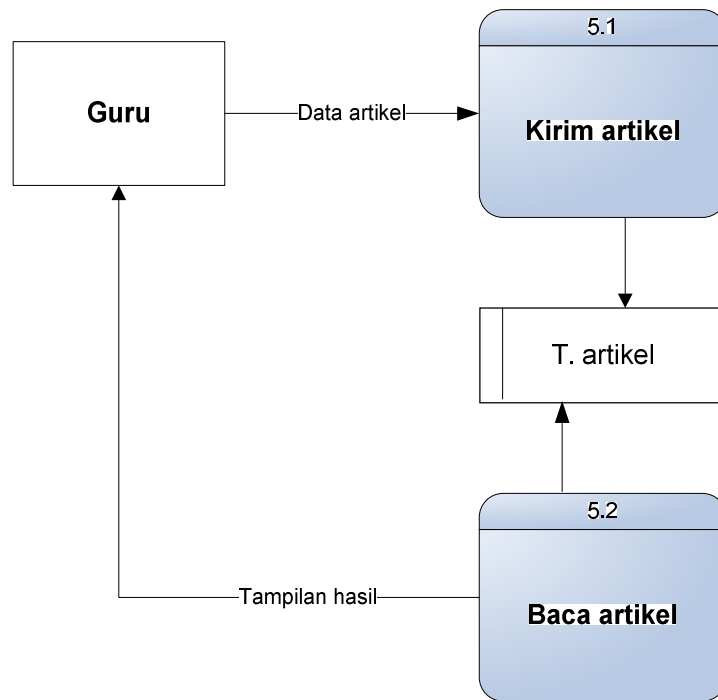 5.1
Guru
Data artikel
Kirim artikel
T. artikel
5.2
Tampilan hasil
Baca artikel